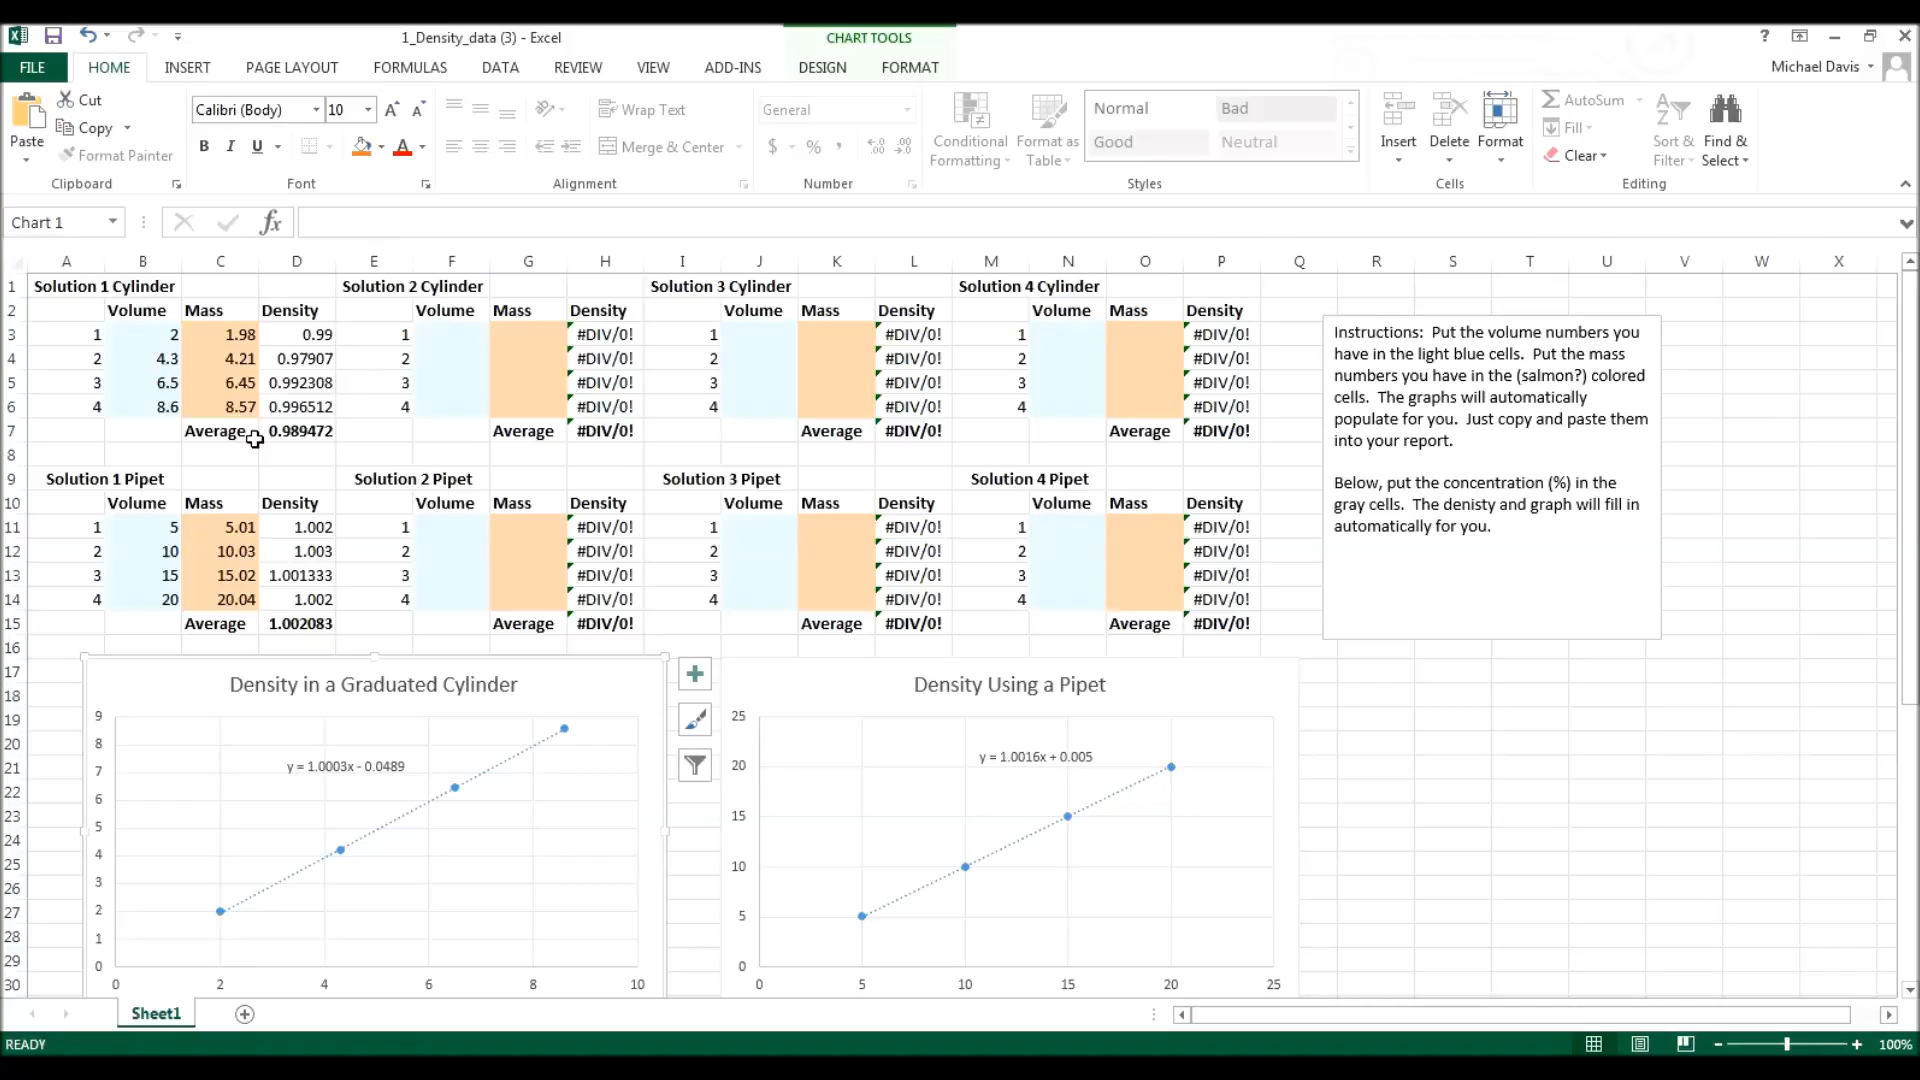 1_Density_data (3) - Excel
CHART TOOLS
?
FILE HOME INSERT PAGE LAYOUT FORMULAS DATA REVIEW VIEW ADD-INS DESIGN FORMAT Michael Davis
Paste
Cut
Copy
Format Painter
Clipboard
Calibri (Body) 10
B I U
Font
Wrap Text
Merge & Center
Alignment
General
$ % ,
Number
Conditional Formatting
Format as Table
Normal Bad
Good Neutral
Styles
Insert Delete Format
Cells
AutoSum
Fill
Clear
Sort & Filter
Find & Select
Editing
Chart 1
fx
A B C D E F G H I J K L M N O P Q R S T U V W X
1 Solution 1 Cylinder Solution 2 Cylinder Solution 3 Cylinder Solution 4 Cylinder
2 Volume Mass Density Volume Mass Density Volume Mass Density Volume Mass Density
3 1 2 1.98 0.99 1 #DIV/0! 1 #DIV/0! 1 #DIV/0!
4 2 4.3 4.21 0.97907 2 #DIV/0! 2 #DIV/0! 2 #DIV/0!
5 3 6.5 6.45 0.992308 3 #DIV/0! 3 #DIV/0! 3 #DIV/0!
6 4 8.6 8.57 0.996512 4 #DIV/0! 4 #DIV/0! 4 #DIV/0!
7 Average 0.989472 Average #DIV/0! Average #DIV/0! Average #DIV/0!
8
9 Solution 1 Pipet Solution 2 Pipet Solution 3 Pipet Solution 4 Pipet
10 Volume Mass Density Volume Mass Density Volume Mass Density Volume Mass Density
11 1 5 5.01 1.002 1 #DIV/0! 1 #DIV/0! 1 #DIV/0!
12 2 10 10.03 1.003 2 #DIV/0! 2 #DIV/0! 2 #DIV/0!
13 3 15 15.02 1.001333 3 #DIV/0! 3 #DIV/0! 3 #DIV/0!
14 4 20 20.04 1.002 4 #DIV/0! 4 #DIV/0! 4 #DIV/0!
15 Average 1.002083 Average #DIV/0! Average #DIV/0! Average #DIV/0!
16
17
18
19
20
21
22
23
24
25
26
27
28
29
30
Instructions: Put the volume numbers you
have in the light blue cells. Put the mass
numbers you have in the (salmon?) colored
cells. The graphs will automatically
populate for you. Just copy and paste them
into your report.
Below, put the concentration (%) in the
gray cells. The denisty and graph will fill in
automatically for you.
Density in a Graduated Cylinder
9
8
7
6
5
4
3
2
1
0
y = 1.0003x - 0.0489
0 2 4 6 8 10
Density Using a Pipet
25
20
15
10
5
0
y = 1.0016x + 0.005
0 5 10 15 20 25
Sheet1
READY
100%